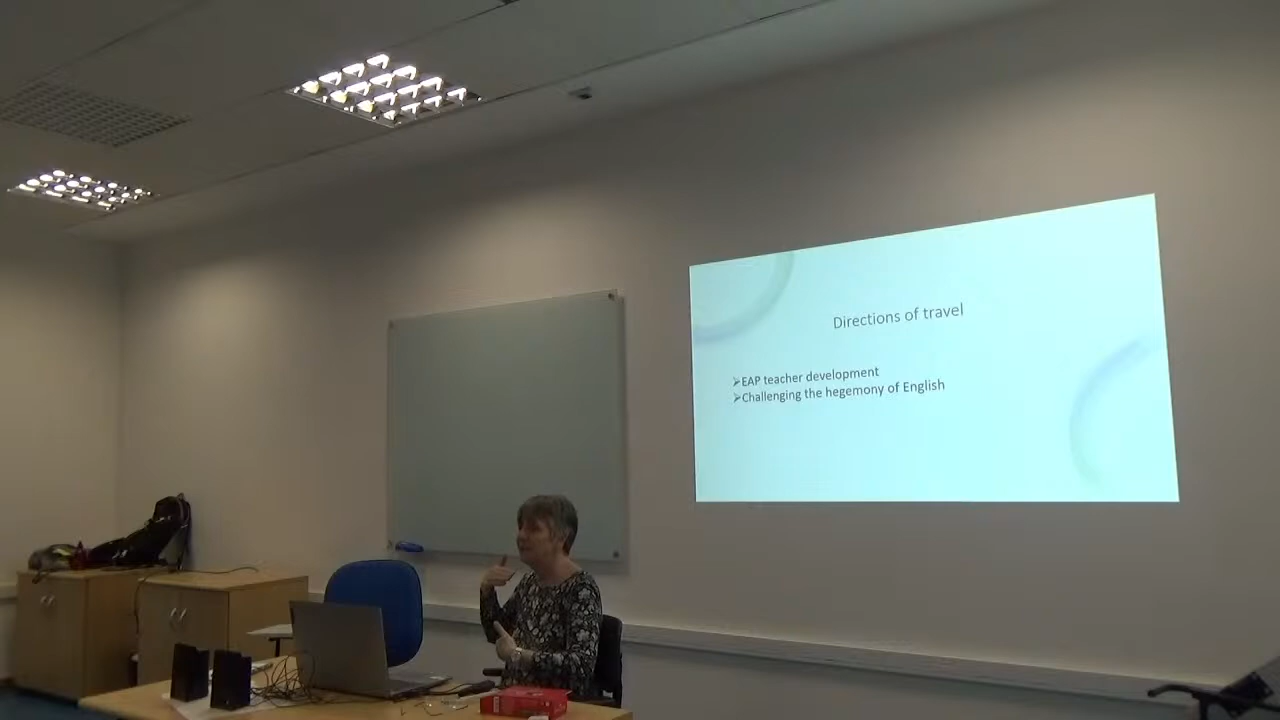 Directions of travel
➢EAP teacher development
➢Challenging the hegemony of English